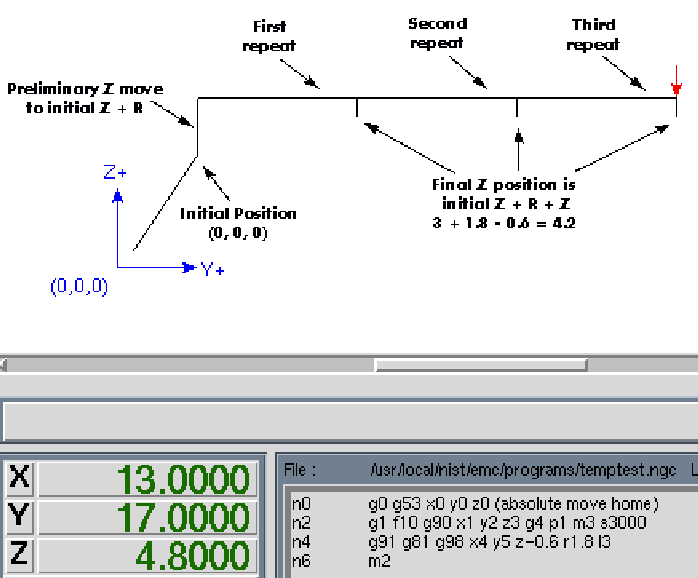 First
repeat
Second
repeat
Third
repeat
Preliminary Z move
to initial Z + R
Z+
Initial Position
(0, 0, 0)
Final Z position is
initial Z + R + Z
3 + 1.8 - 0.6 = 4.2
Y+
(0,0,0)
X 13.0000
Y 17.0000
Z 4.8000
File : /usr/local/nist/emc/programs/temptest.ngc L
n0 g0 g53 x0 y0 z0 (absolute move home)
n2 g1 f10 g90 x1 y2 z3 g4 p1 m3 s3000
n4 g91 g81 g98 x4 y5 z-0.6 r1.8 l3
n6 m2